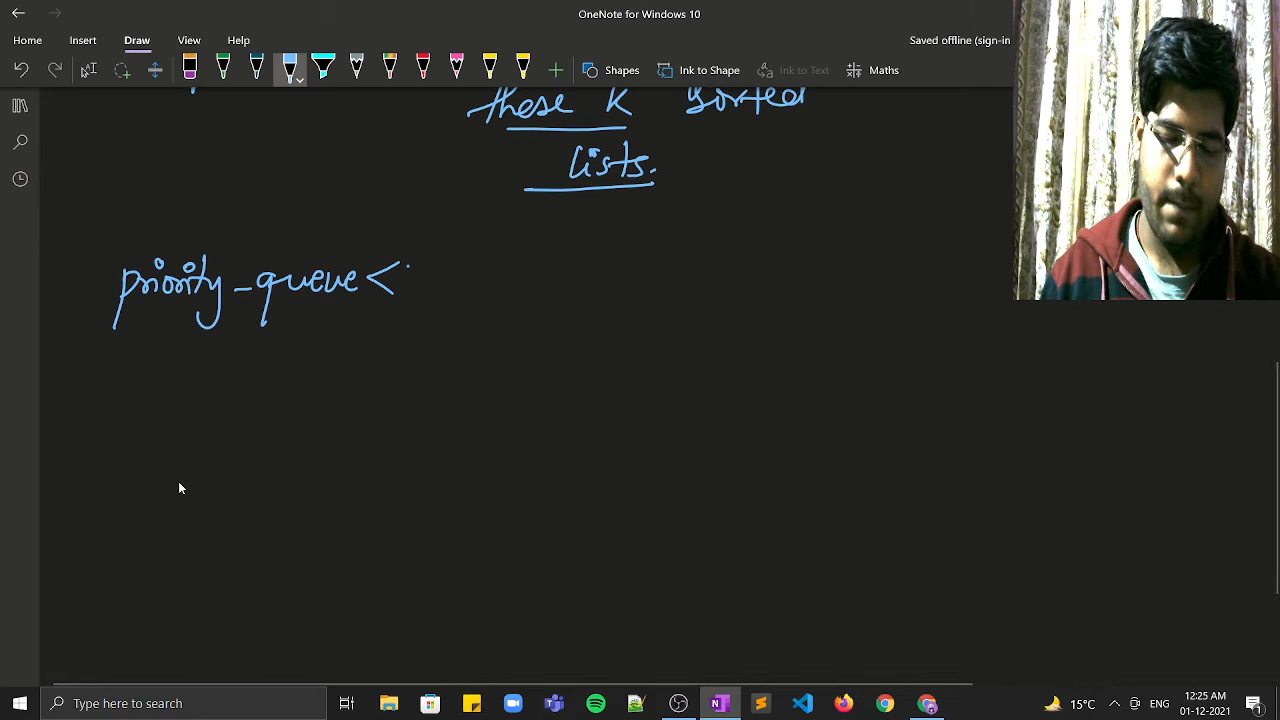 OneNote for Windows 10
Home Insert Draw View Help Saved offline (sign-in
Shapes Ink to Shape Ink to Text Maths
these k sorted
lists.
priority_queue<
Type here to search 15°C ENG 12:25 AM
01-12-2021